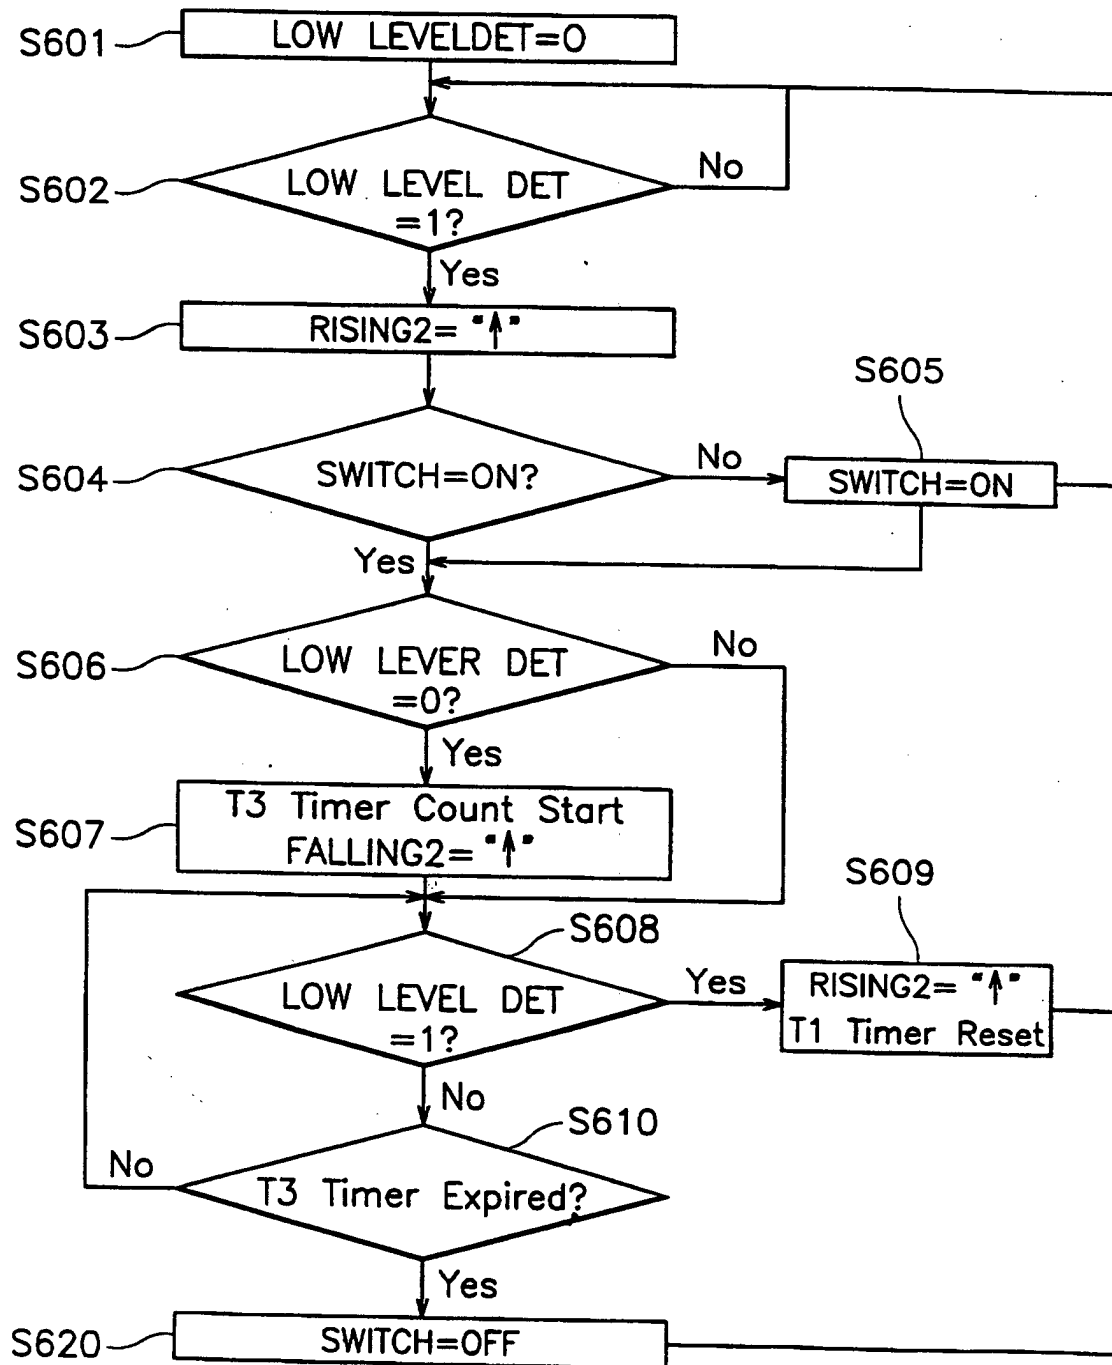 S601
LOW LEVELDET=0
S602
LOW LEVEL DET
=1?
No
Yes
S603
RISING2= "↑"
S604
SWITCH=ON?
No
S605
SWITCH=ON
Yes
S606
LOW LEVER DET
=0?
No
Yes
S607
T3 Timer Count Start
FALLING2= "↑"
S608
LOW LEVEL DET
=1?
Yes
S609
RISING2= "↑"
T1 Timer Reset
No
S610
T3 Timer Expired?
No
Yes
S620
SWITCH=OFF